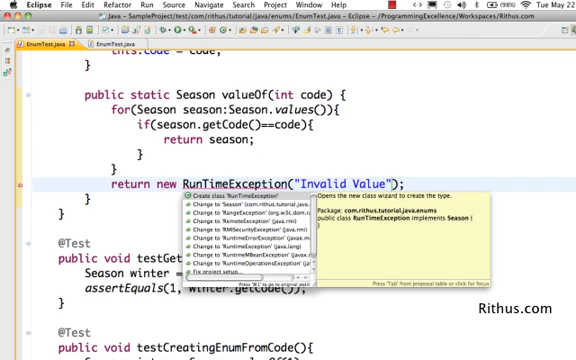 File Edit Refactor Source Navigate Search Project Run Window Help
Java - SampleProject/test/com/rithus/tutorial/java/enums/EnumTest.java - Eclipse - /ProgrammingExcellence/Workspaces/Rithus
(98%) Tue May 22
EnumTest.java EnumTest.java
this.code = code;
}
public static Season valueOf(int code) {
for(Season season:Season.values()){
if(season.getCode()==code){
return season;
}
}
return new RunTimeException("Invalid Value");
}
}
Create class 'RunTimeException'
Change to 'Season' (com.rithus.tutorial.java.
Change to 'RangeException' (org.w3c.dom.r
Change to 'RemoteException' (java.rmi)
Change to 'RMISecurityException' (java.rmi)
Change to 'RuntimeErrorException' (javax.m
Change to 'RuntimeException' (java.lang)
Change to 'RuntimeMBeanException' (javax.m
Change to 'RuntimeOperationsException' (ja
Fix project setup...
Opens the new class wizard to create the type.
Package: com.rithus.tutorial.java.enums
public class RunTimeException implements Season {
}
Press 'Tab' from proposal table or click for focus
@Test
public void testGet
Season winter =
assertEquals(1, winter.getCode());
}
Rithus.com
@Test
public void testCreatingEnumFromCode(){